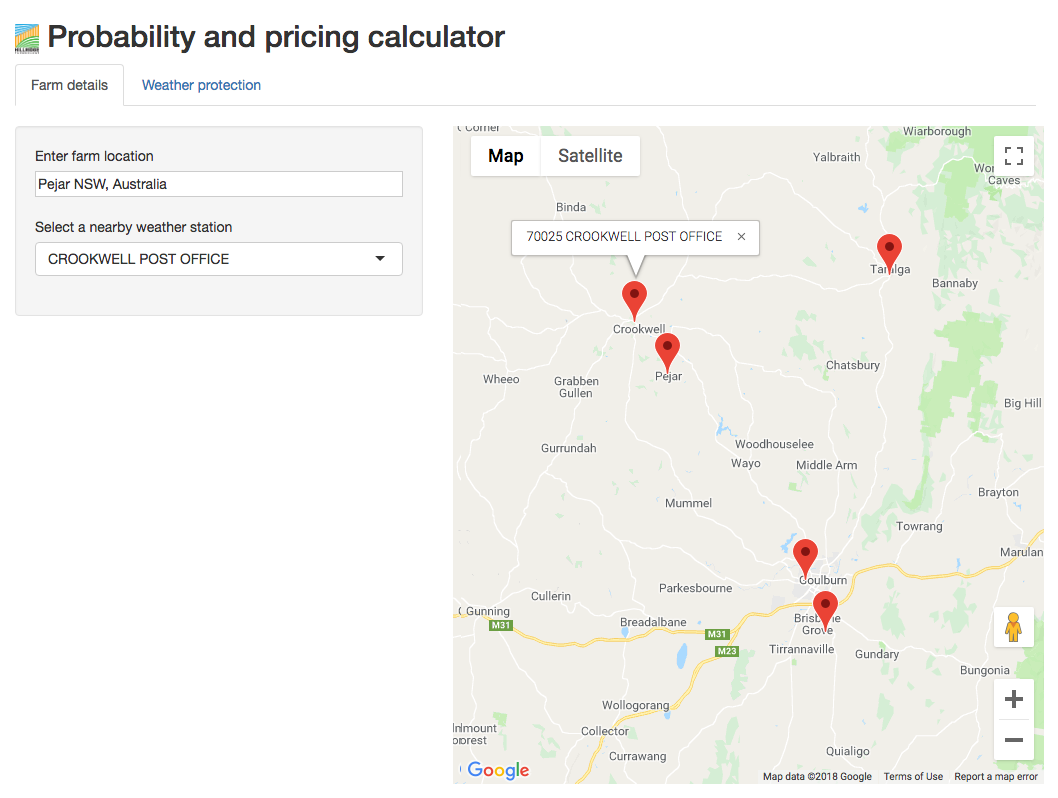 Probability and pricing calculator
Farm details
Weather protection
Enter farm location
Pejar NSW, Australia
Select a nearby weather station
CROOKWELL POST OFFICE
Map
Satellite
Corner
Wiarborough
Yalbraith
Caves
Binda
70025 CROOKWELL POST OFFICE ×
Taralga
Bannaby
Crookwell
Pejar
Chatsbury
Wheeo
Grabben
Gullen
Big Hill
Gurrundah
Woodhouselee
Wayo
Middle Arm
Mummel
Brayton
Towrang
Marulan
Goulburn
Parkesbourne
Cullerin
Gunning
M31
Breadalbane
Brisbane
Grove
M31
M23
Tirrannaville
Gundary
Bungonia
Wollogorang
Collector
Currawang
Quialigo
Google
Map data ©2018 Google
Terms of Use
Report a map error